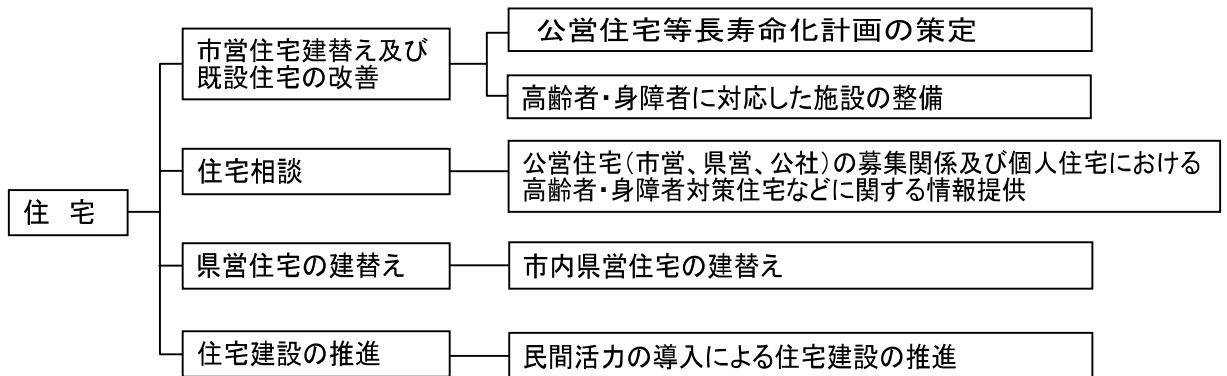 住 宅
市営住宅建替え及び
既設住宅の改善
公営住宅等長寿命化計画の策定
高齢者・身障者に対応した施設の整備
住宅相談
公営住宅(市営、県営、公社)の募集関係及び個人住宅における
高齢者・身障者対策住宅などに関する情報提供
県営住宅の建替え
市内県営住宅の建替え
住宅建設の推進
民間活力の導入による住宅建設の推進